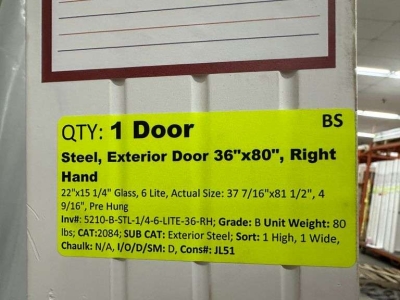 QTY: 1 Door BS
Steel, Exterior Door 36"x80", Right
Hand
22"x15 1/4" Glass, 6 Lite, Actual Size: 37 7/16"x81 1/2", 4
9/16", Pre Hung
Inv#: 5210-B-STL-1/4-6-LITE-36-RH; Grade: B Unit Weight: 80
lbs; CAT:2084; SUB CAT: Exterior Steel; Sort: 1 High, 1 Wide,
Chaulk: N/A, I/O/D/SM: D, Cons#: JL51